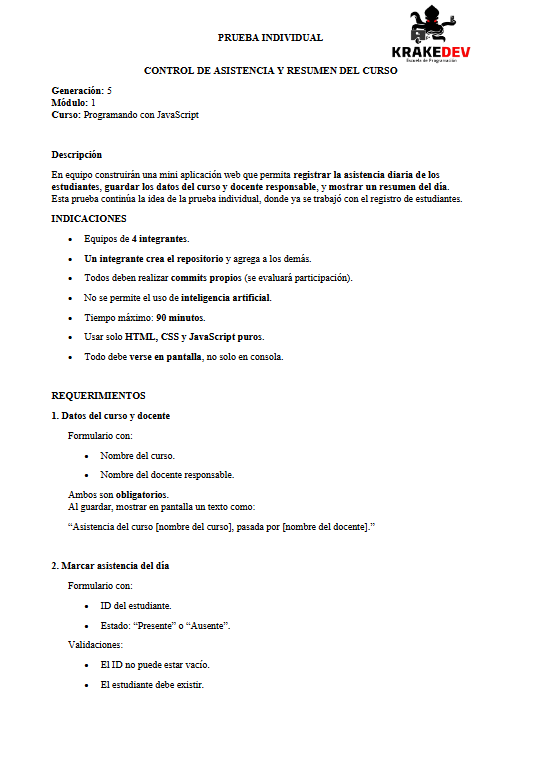 PRUEBA INDIVIDUAL
KRAKEDEV
Escuela de Programación
CONTROL DE ASISTENCIA Y RESUMEN DEL CURSO
Generación: 5
Módulo: 1
Curso: Programando con JavaScript
Descripción
En equipo construirán una mini aplicación web que permita registrar la asistencia diaria de los
estudiantes, guardar los datos del curso y docente responsable, y mostrar un resumen del día.
Esta prueba continúa la idea de la prueba individual, donde ya se trabajó con el registro de estudiantes.
INDICACIONES
• Equipos de 4 integrantes.
• Un integrante crea el repositorio y agrega a los demás.
• Todos deben realizar commits propios (se evaluará participación).
• No se permite el uso de inteligencia artificial.
• Tiempo máximo: 90 minutos.
• Usar solo HTML, CSS y JavaScript puros.
• Todo debe verse en pantalla, no solo en consola.
REQUERIMIENTOS
1. Datos del curso y docente
Formulario con:
• Nombre del curso.
• Nombre del docente responsable.
Ambos son obligatorios.
Al guardar, mostrar en pantalla un texto como:
“Asistencia del curso [nombre del curso], pasada por [nombre del docente].”
2. Marcar asistencia del día
Formulario con:
• ID del estudiante.
• Estado: “Presente” o “Ausente”.
Validaciones:
• El ID no puede estar vacío.
• El estudiante debe existir.